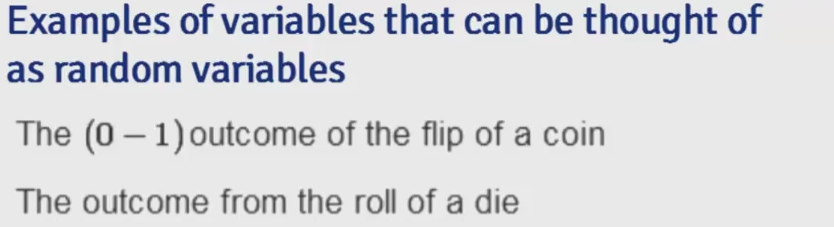 Examples of variables that can be thought of
as random variables
The (0 − 1)outcome of the flip of a coin
The outcome from the roll of a die